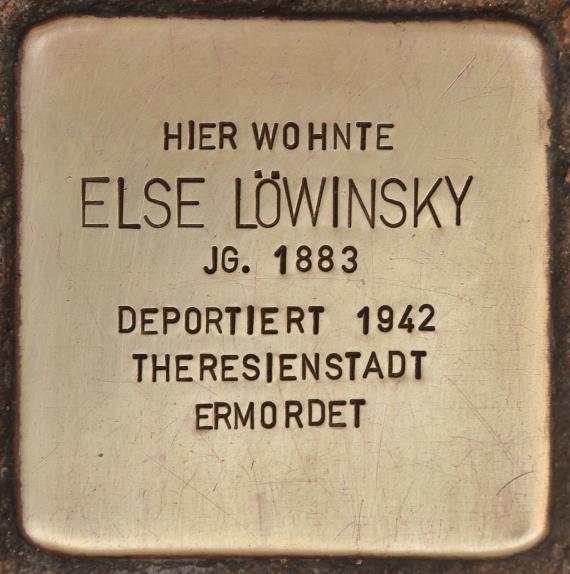 HIER WOHNTE
ELSE LÖWINSKY
JG. 1883
DEPORTIERT 1942
THERESIENSTADT
ERMORDET